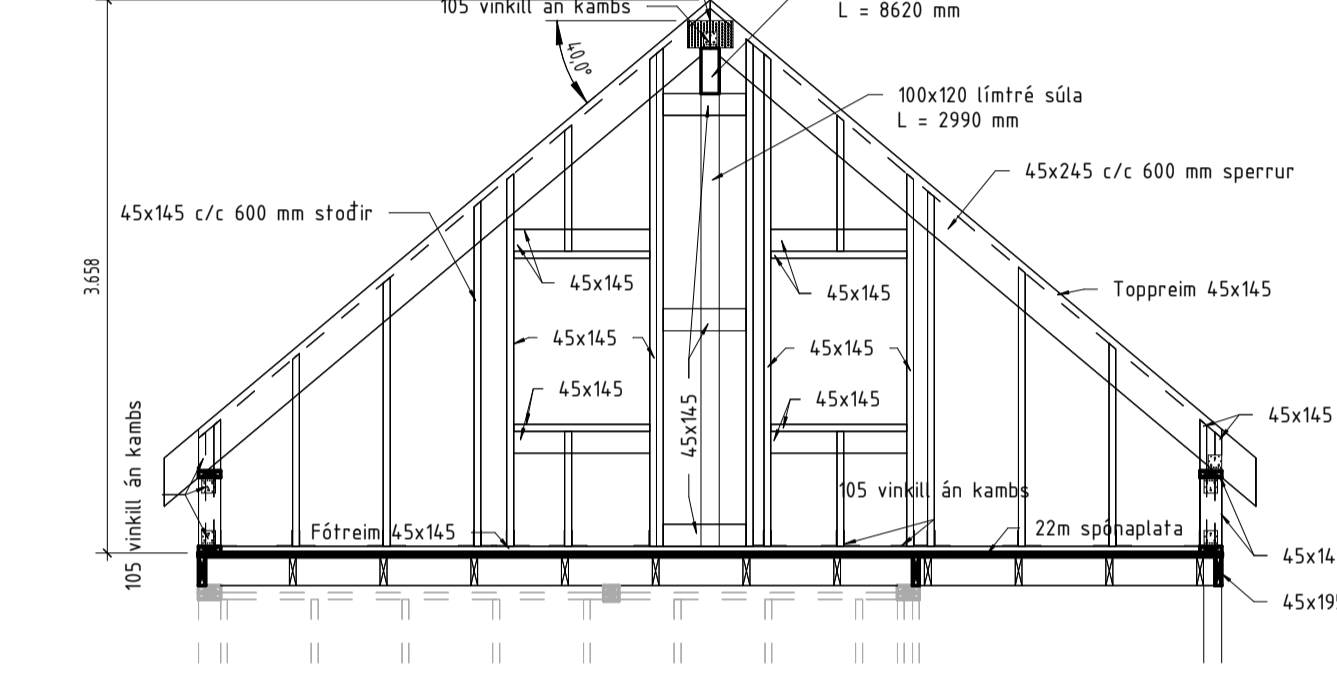 105 vinkill án kambs
L = 8620 mm
40,0°
100x120 límtré súla
L = 2990 mm
45x245 c/c 600 mm sperrur
45x145 c/c 600 mm stoðir
3.658
45x145
45x145
Toppreim 45x145
45x145
45x145
45x145
45x145
45x145
45x145
105 vinkill án kambs
105 vinkill án kambs
Fótreim 45x145
22m spónaplata
45x14
45x19